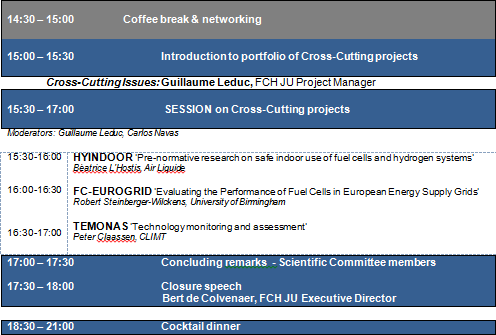 14:30 – 15:00 Coffee break & networking
15:00 – 15:30 Introduction to portfolio of Cross-Cutting projects
Cross-Cutting Issues: Guillaume Leduc, FCH JU Project Manager
15:30 – 17:00 SESSION on Cross-Cutting projects
Moderators: Guillaume Leduc, Carlos Navas
15:30-16:00 HYINDOOR 'Pre-normative research on safe indoor use of fuel cells and hydrogen systems'
Béatrice L'Hostis, Air Liquide
16:00-16:30 FC-EUROGRID 'Evaluating the Performance of Fuel Cells in European Energy Supply Grids'
Robert Steinberger-Wilckens, University of Birmingham
16:30-17:00 TEMONAS 'Technology monitoring and assessment'
Peter Claassen, CLIMT
17:00 – 17:30 Concluding remarks - Scientific Committee members
17:30 – 18:00 Closure speech
Bert de Colvenaer, FCH JU Executive Director
18:30 – 21:00 Cocktail dinner